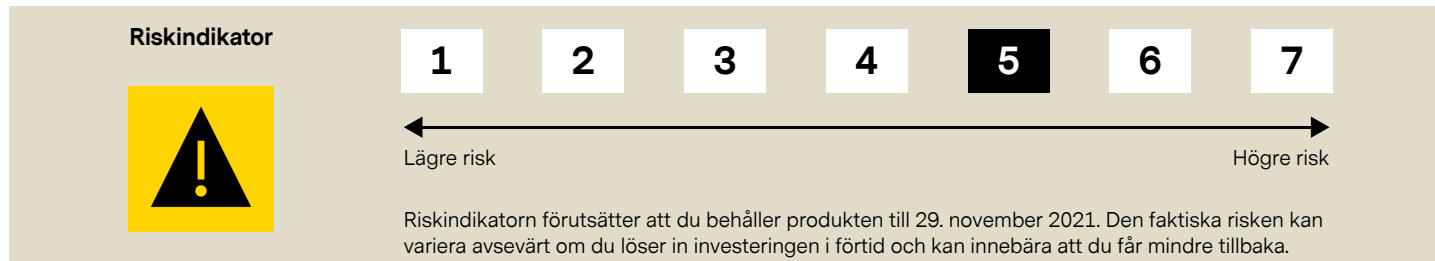 Riskindikator
1 2 3 4 5 6 7
Lägre risk Högre risk
Riskindikatorn förutsätter att du behåller produkten till 29. november 2021. Den faktiska risken kan
variera avsevärt om du löser in investeringen i förtid och kan innebära att du får mindre tillbaka.